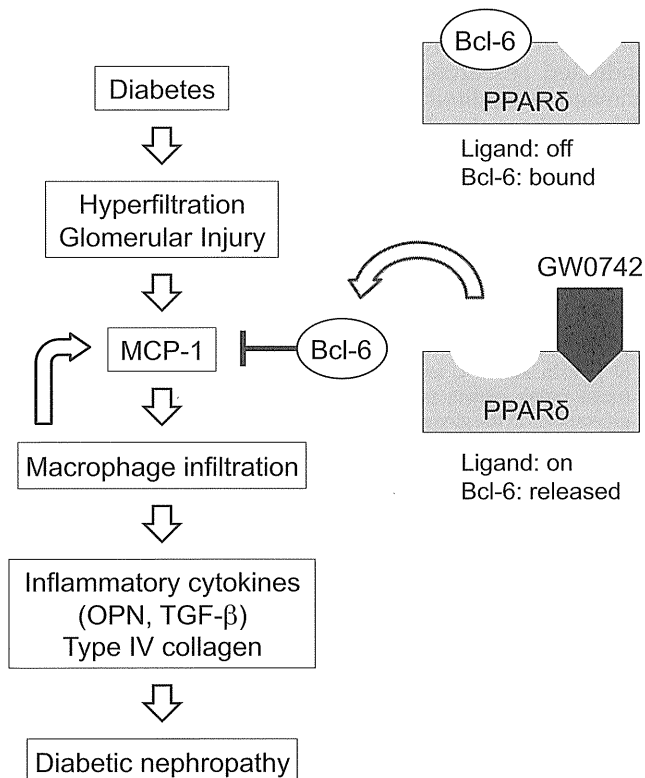 Diabetes
Hyperfiltration
Glomerular Injury
MCP-1
Macrophage infiltration
Inflammatory cytokines
(OPN, TGF-β)
Type IV collagen
Diabetic nephropathy
Bcl-6
Bcl-6
PPARδ
Ligand: off
Bcl-6: bound
GW0742
PPARδ
Ligand: on
Bcl-6: released